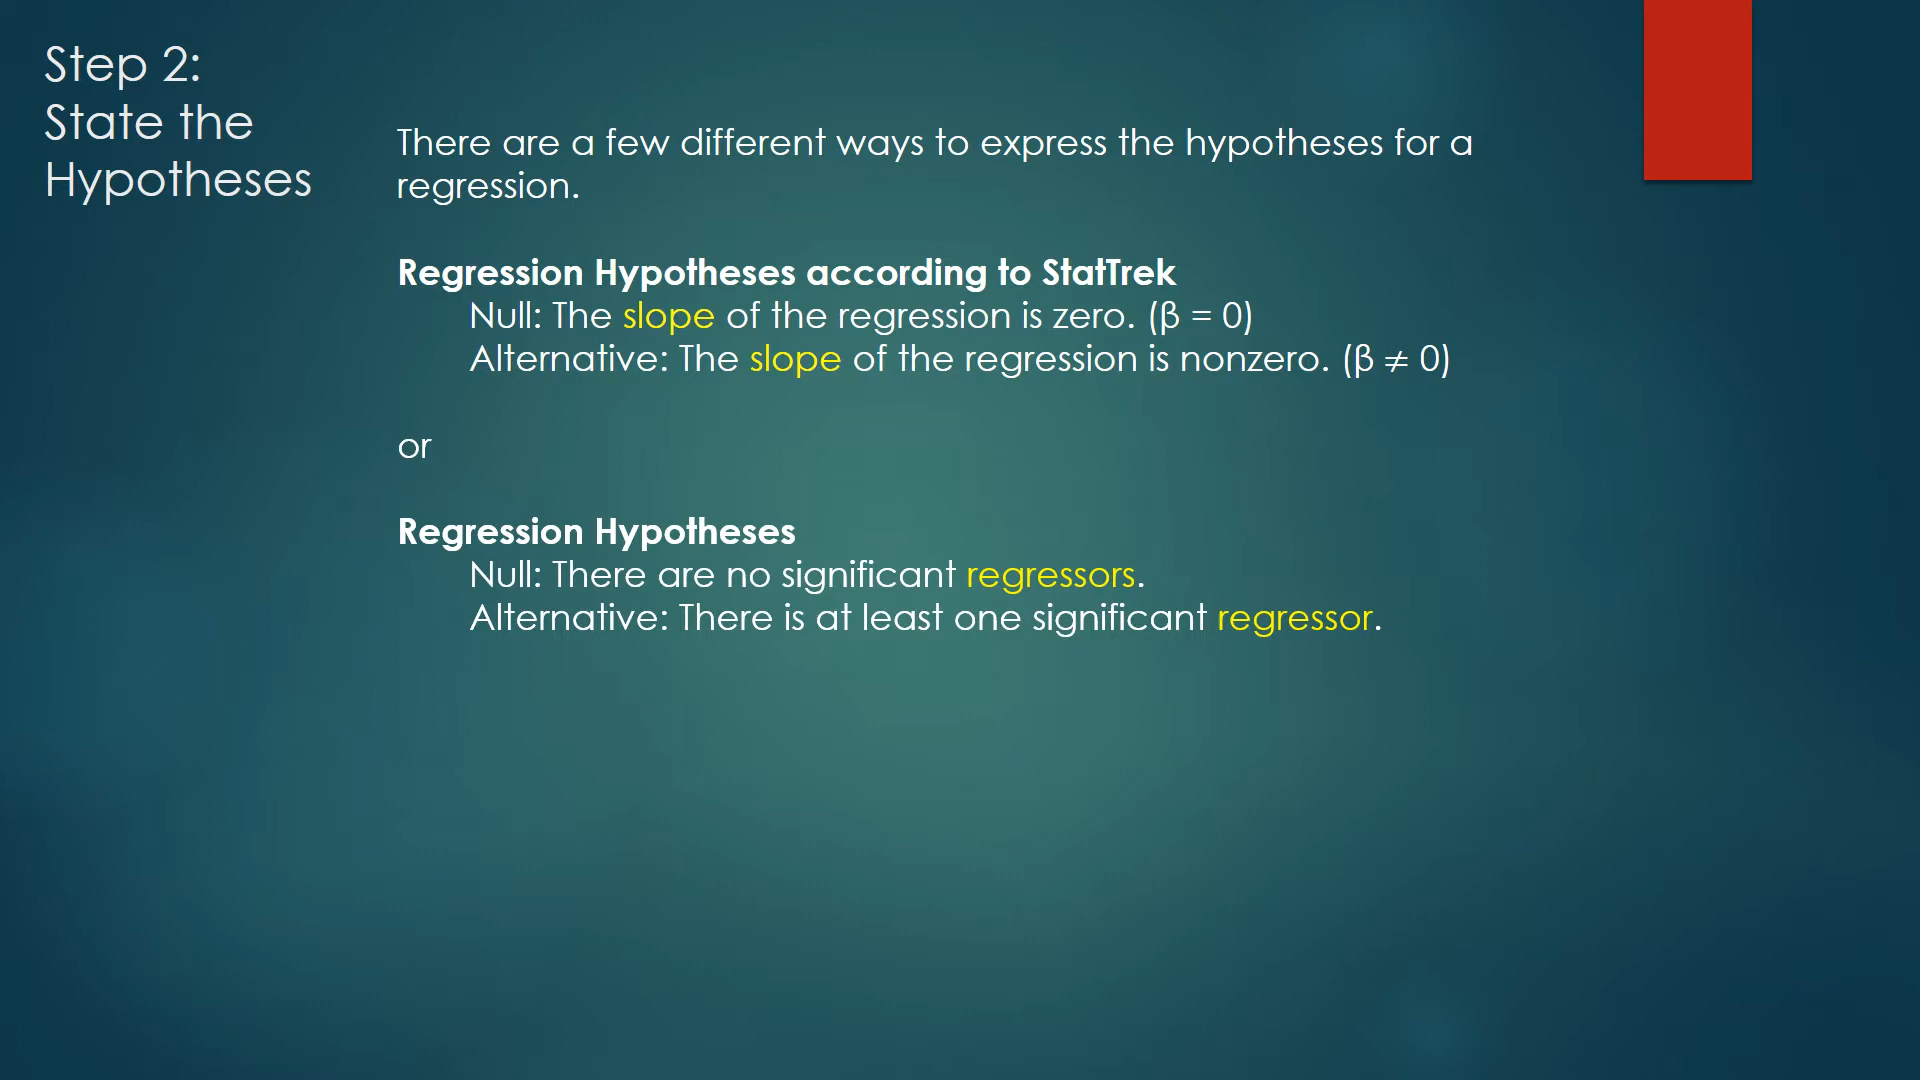 Step 2:
State the
Hypotheses
There are a few different ways to express the hypotheses for a
regression.
Regression Hypotheses according to StatTrek
Null: The slope of the regression is zero. (β = 0)
Alternative: The slope of the regression is nonzero. (β ≠ 0)
or
Regression Hypotheses
Null: There are no significant regressors.
Alternative: There is at least one significant regressor.